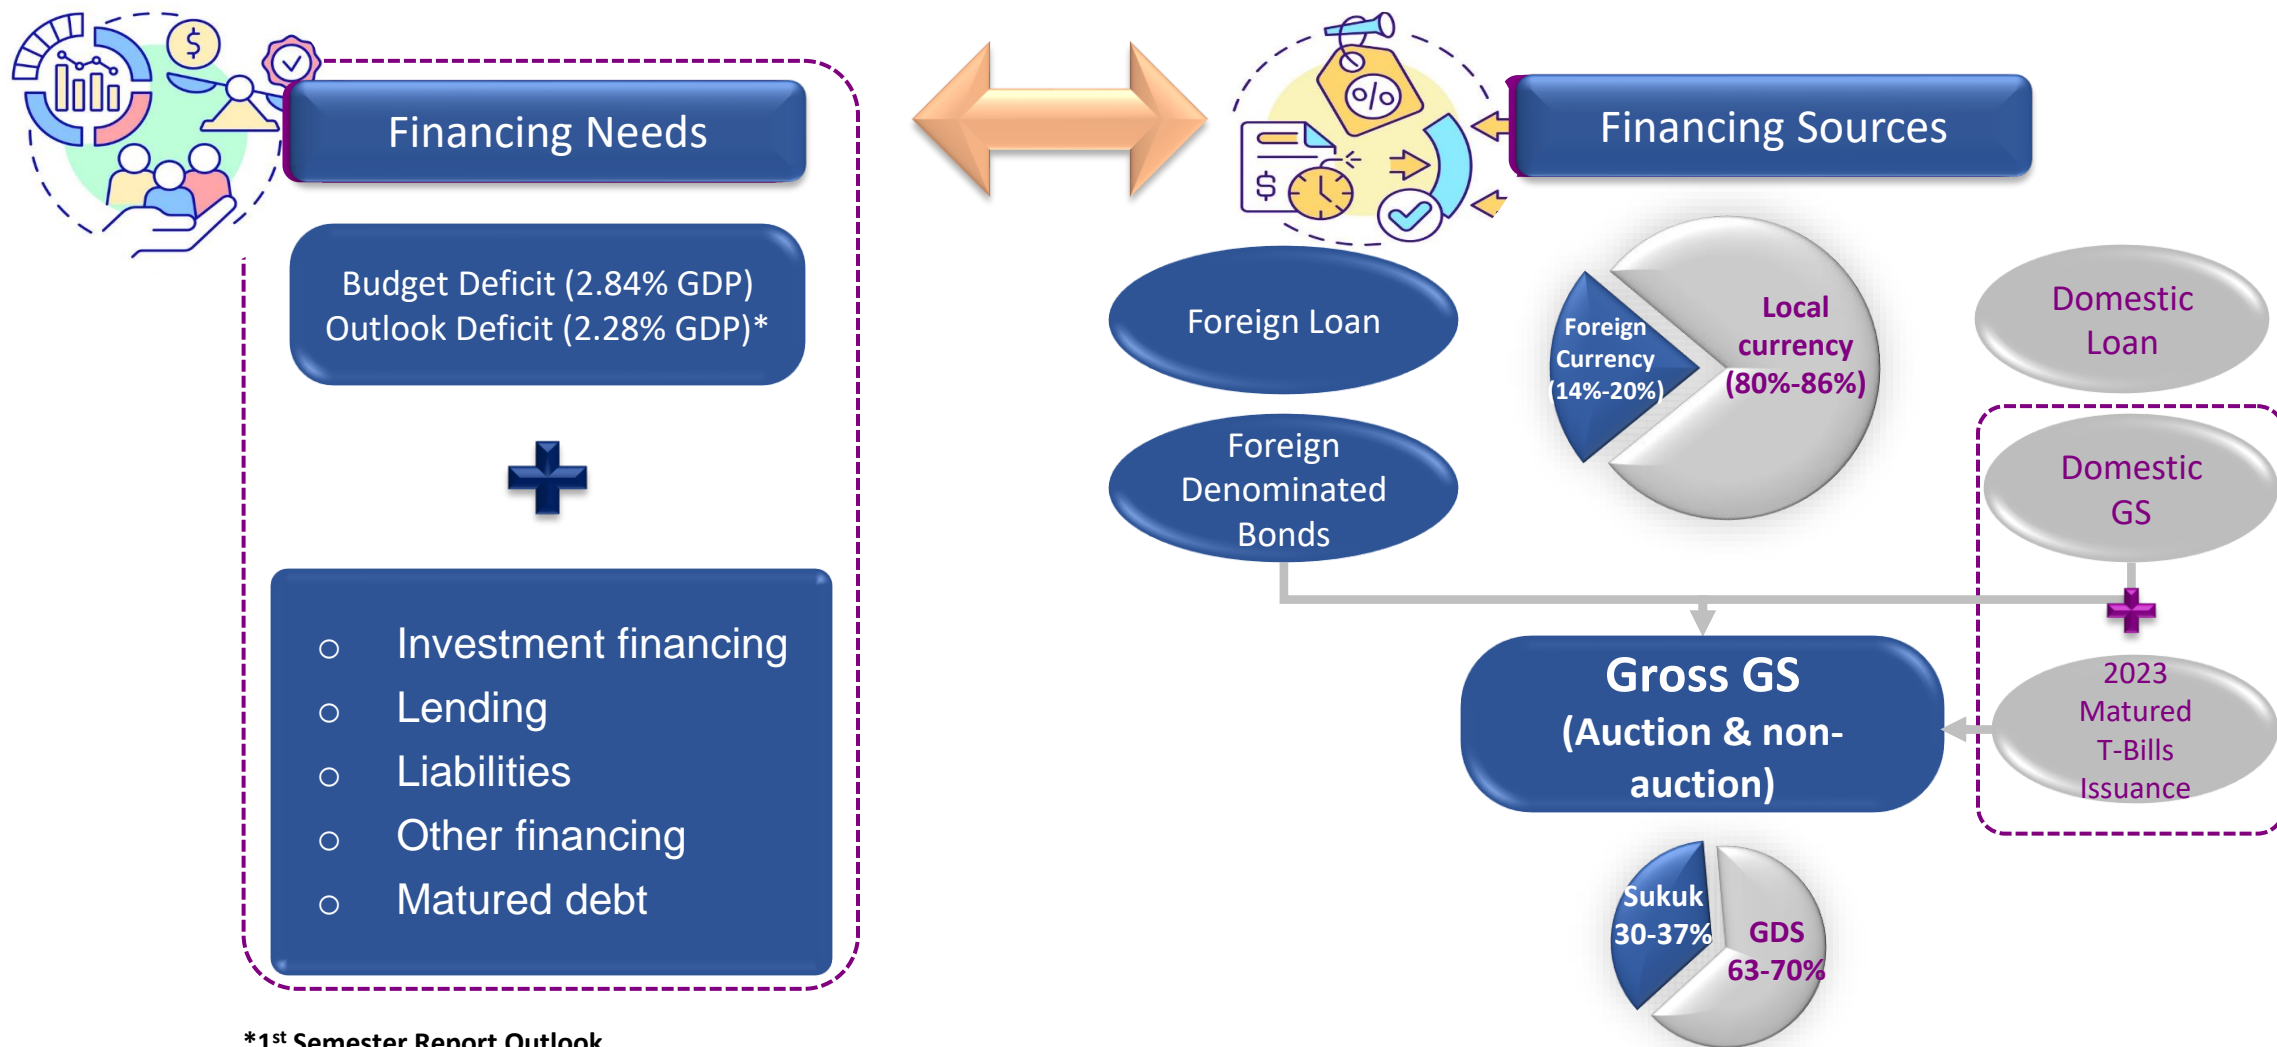 Financing Needs
Budget Deficit (2.84% GDP)
Outlook Deficit (2.28% GDP)*
o Investment financing
o Lending
o Liabilities
o Other financing
o Matured debt
*1st Semester Report Outlook
$
%
$
Financing Sources
Foreign Loan
Foreign
Denominated
Bonds
Foreign
Currency
(14%-20%)
Local
currency
(80%-86%)
Domestic
Loan
Domestic
GS
2023
Matured
T-Bills
Issuance
Gross GS
(Auction & non-
auction)
Sukuk
30-37%
GDS
63-70%